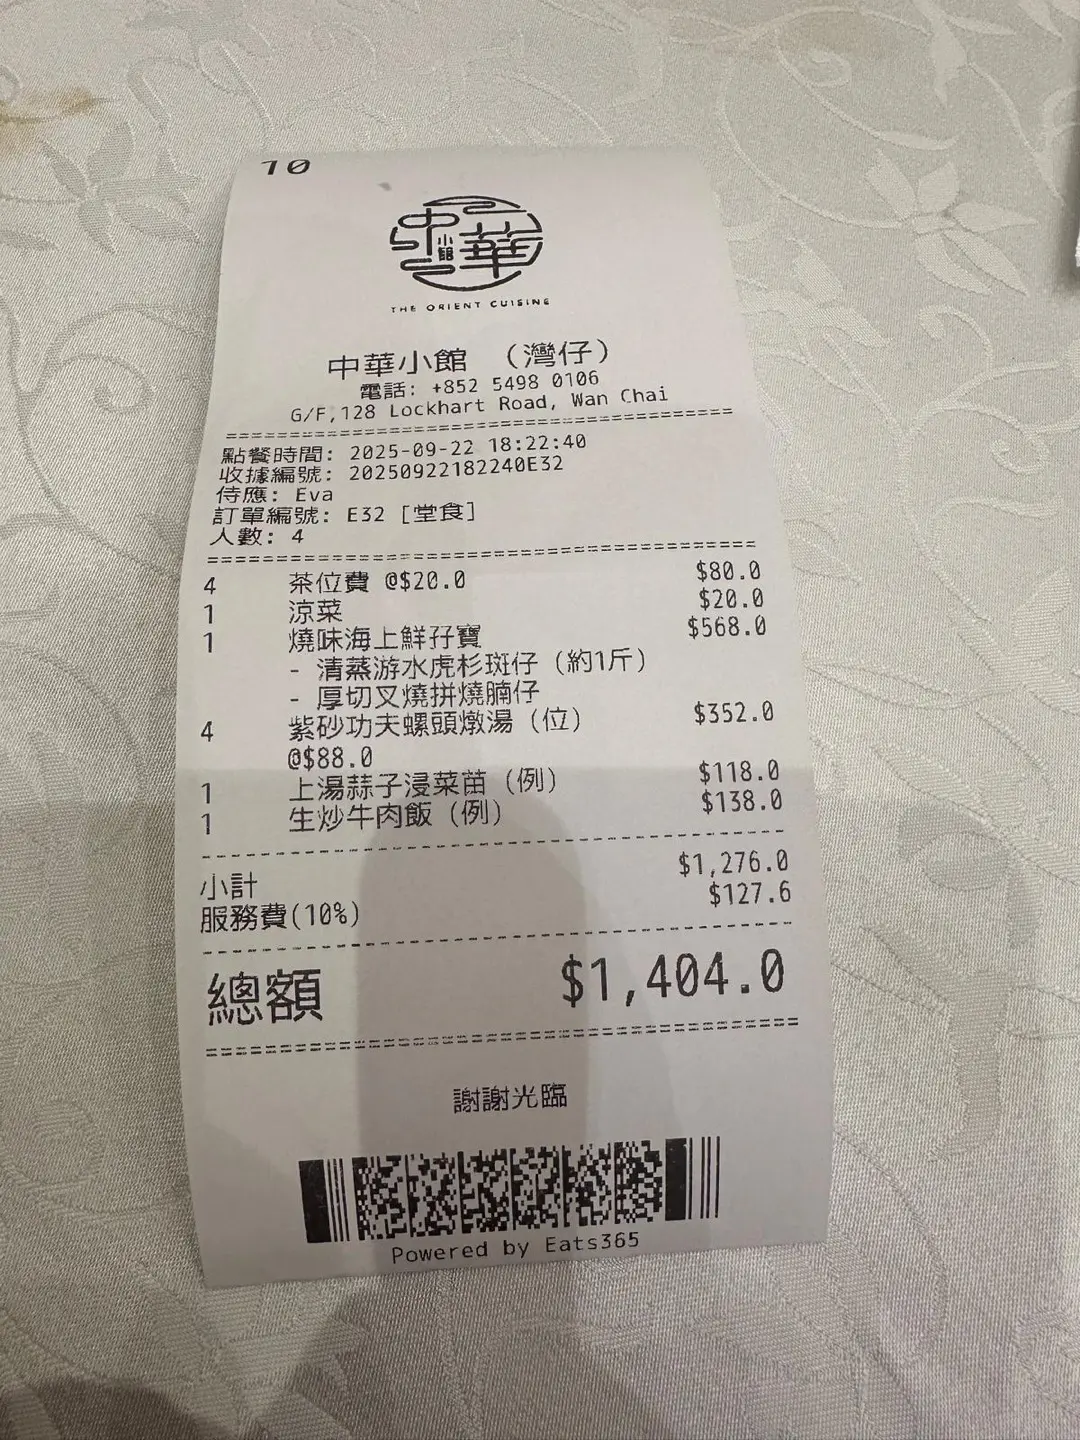 10
中華
小館
THE ORIENT CUISINE
中華小館 （灣仔）
電話: +852 5498 0106
G/F,128 Lockhart Road, Wan Chai
點餐時間: 2025-09-22 18:22:40
收據編號: 20250922182240E32
侍應: Eva
訂單編號: E32 [堂食]
人數: 4
4 茶位費 @$20.0 $80.0
1 涼菜 $20.0
1 燒味海上鮮孖寶 $568.0
- 清蒸游水虎杉斑仔（約1斤）
- 厚切叉燒拼燒腩仔
4 紫砂功夫螺頭燉湯（位） $352.0
@$88.0
1 上湯蒜子浸菜苗（例） $118.0
1 生炒牛肉飯（例） $138.0
小計 $1,276.0
服務費(10%) $127.6
總額 $1,404.0
謝謝光臨
Powered by Eats365